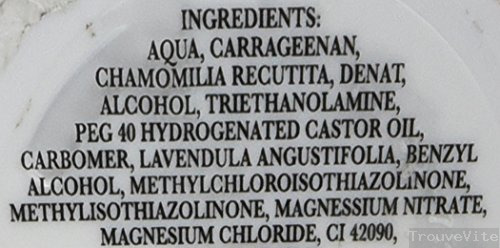 INGREDIENTS:
AQUA, CARRAGEENAN,
CHAMOMILIA RECUTITA, DENAT,
ALCOHOL, TRIETHANOLAMINE,
PEG 40 HYDROGENATED CASTOR OIL,
CARBOMER, LAVENDULA ANGUSTIFOLIA, BENZYL
ALCOHOL, METHYLCHLOROISOTHIAZOLINONE,
METHYLISOTHIAZOLINONE, MAGNESSIUM NITRATE,
MAGNESIUM CHLORIDE, CI 42090,
TrouveVite